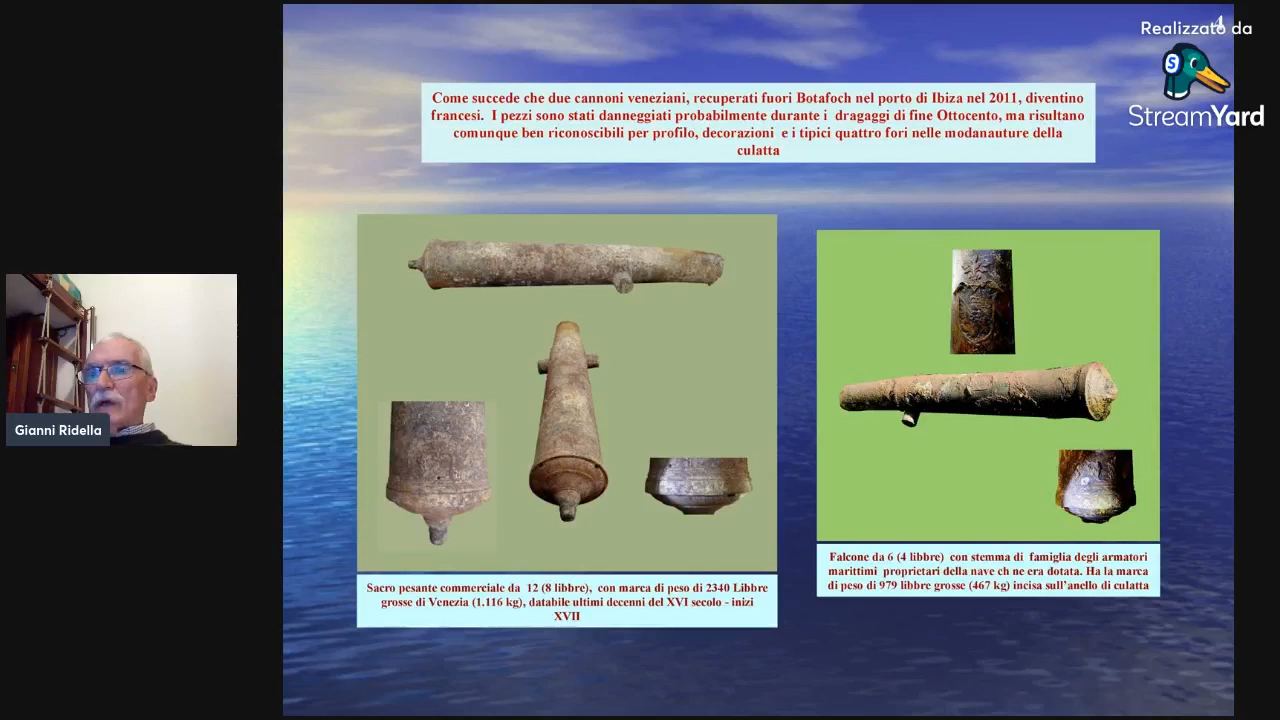 4
Realizzato da
StreamYard
Come succede che due cannoni veneziani, recuperati fuori Botafoch nel porto di Ibiza nel 2011, diventino
francesi. I pezzi sono stati danneggiati probabilmente durante i dragaggi di fine Ottocento, ma risultano
comunque ben riconoscibili per profilo, decorazioni e i tipici quattro fori nelle modanauture della
culatta
Gianni Ridella
Falcone da 6 (4 libbre) con stemma di famiglia degli armatori
marittimi proprietari della nave ch ne era dotata. Ha la marca
di peso di 979 libbre grosse (467 kg) incisa sull'anello di culatta
Sacro pesante commerciale da 12 (8 libbre), con marca di peso di 2340 Libbre
grosse di Venezia (1.116 kg), databile ultimi decenni del XVI secolo - inizi
XVII